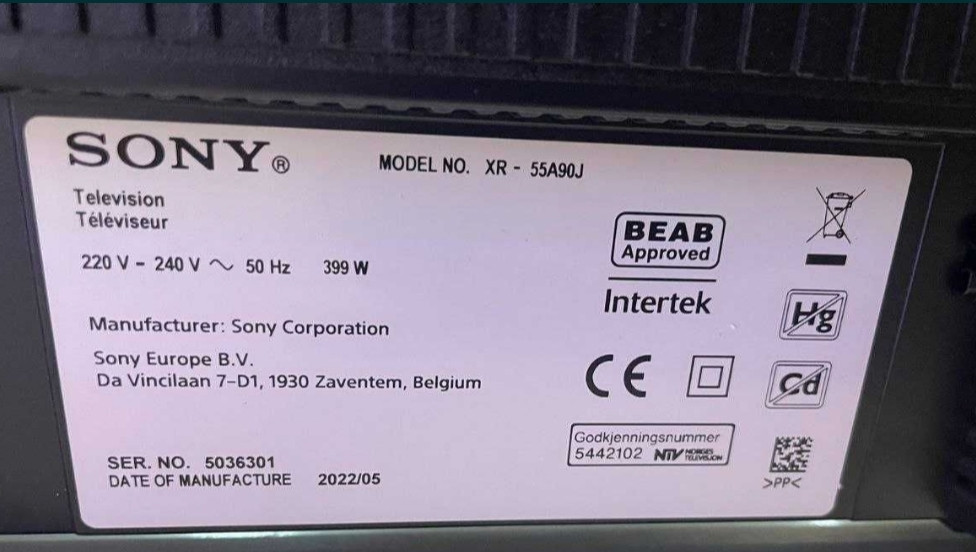 SONY®
MODEL NO. XR - 55A90J
Television
Téléviseur
220 V - 240 V ~ 50 Hz 399 W
BEAB
Approved
Intertek
Manufacturer: Sony Corporation
Sony Europe B.V.
Da Vincilaan 7-D1, 1930 Zaventem, Belgium
Hg
CE
Cd
Godkjenningsnummer
5442102 NTV NORGES TELEVISJON
SER. NO. 5036301
DATE OF MANUFACTURE 2022/05
>PP<